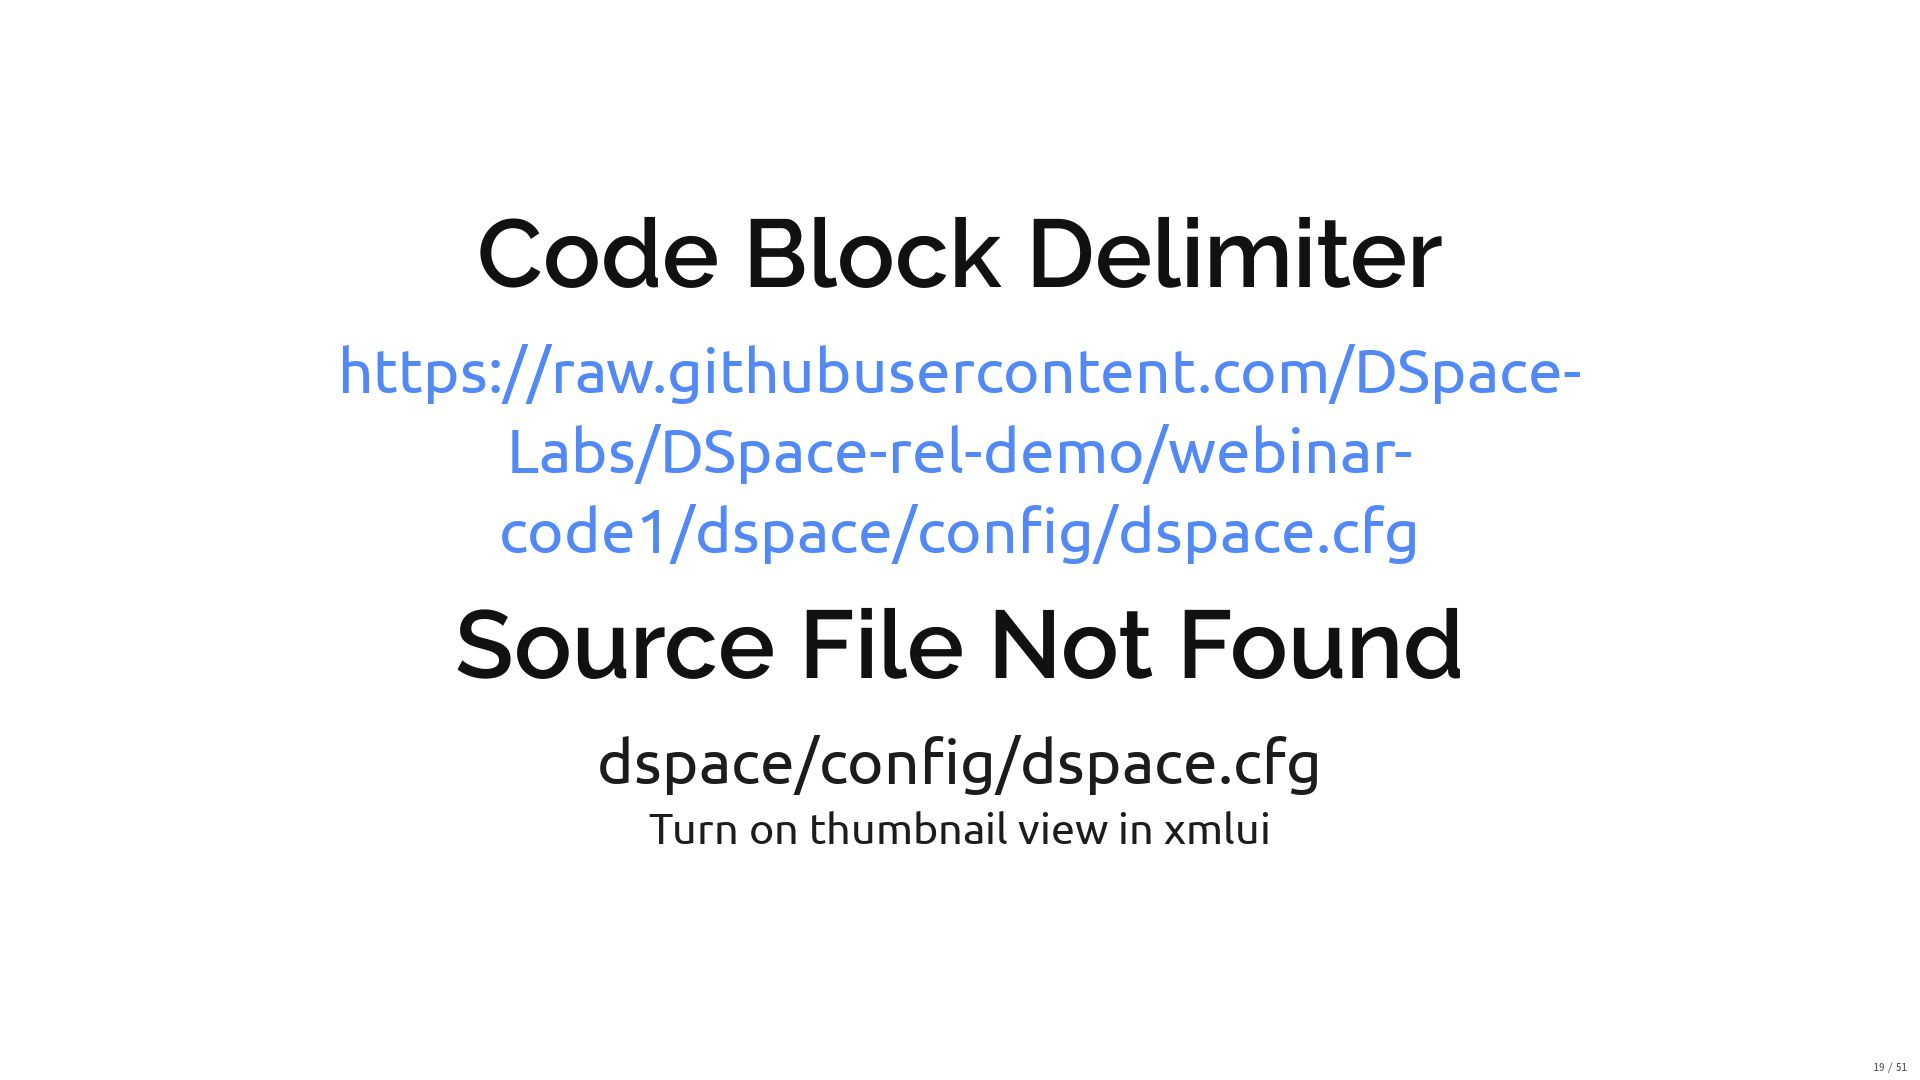 Code Block Delimiter
https://raw.githubusercontent.com/DSpace-
Labs/DSpace-rel-demo/webinar-
code1/dspace/config/dspace.cfg
Source File Not Found
dspace/config/dspace.cfg
Turn on thumbnail view in xmlui
19 / 51